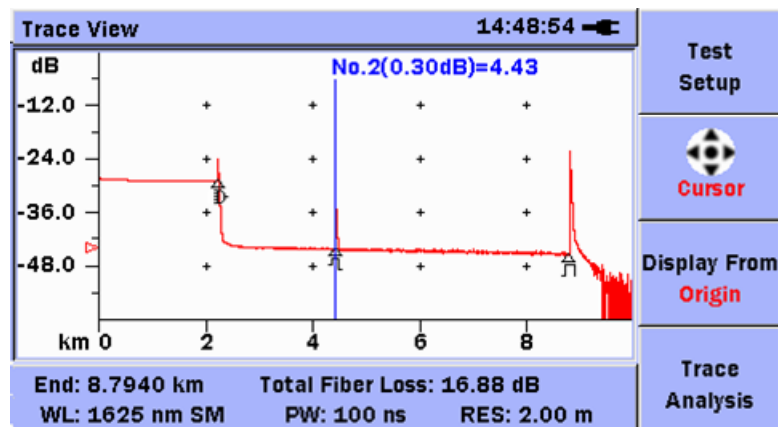 Trace View 14:48:54
dB
No.2(0.30dB)=4.43
-12.0
-24.0
-36.0
-48.0
km 0 2 4 6 8
End: 8.7940 km Total Fiber Loss: 16.88 dB
WL: 1625 nm SM PW: 100 ns RES: 2.00 m
Test
Setup
Cursor
Display From
Origin
Trace
Analysis